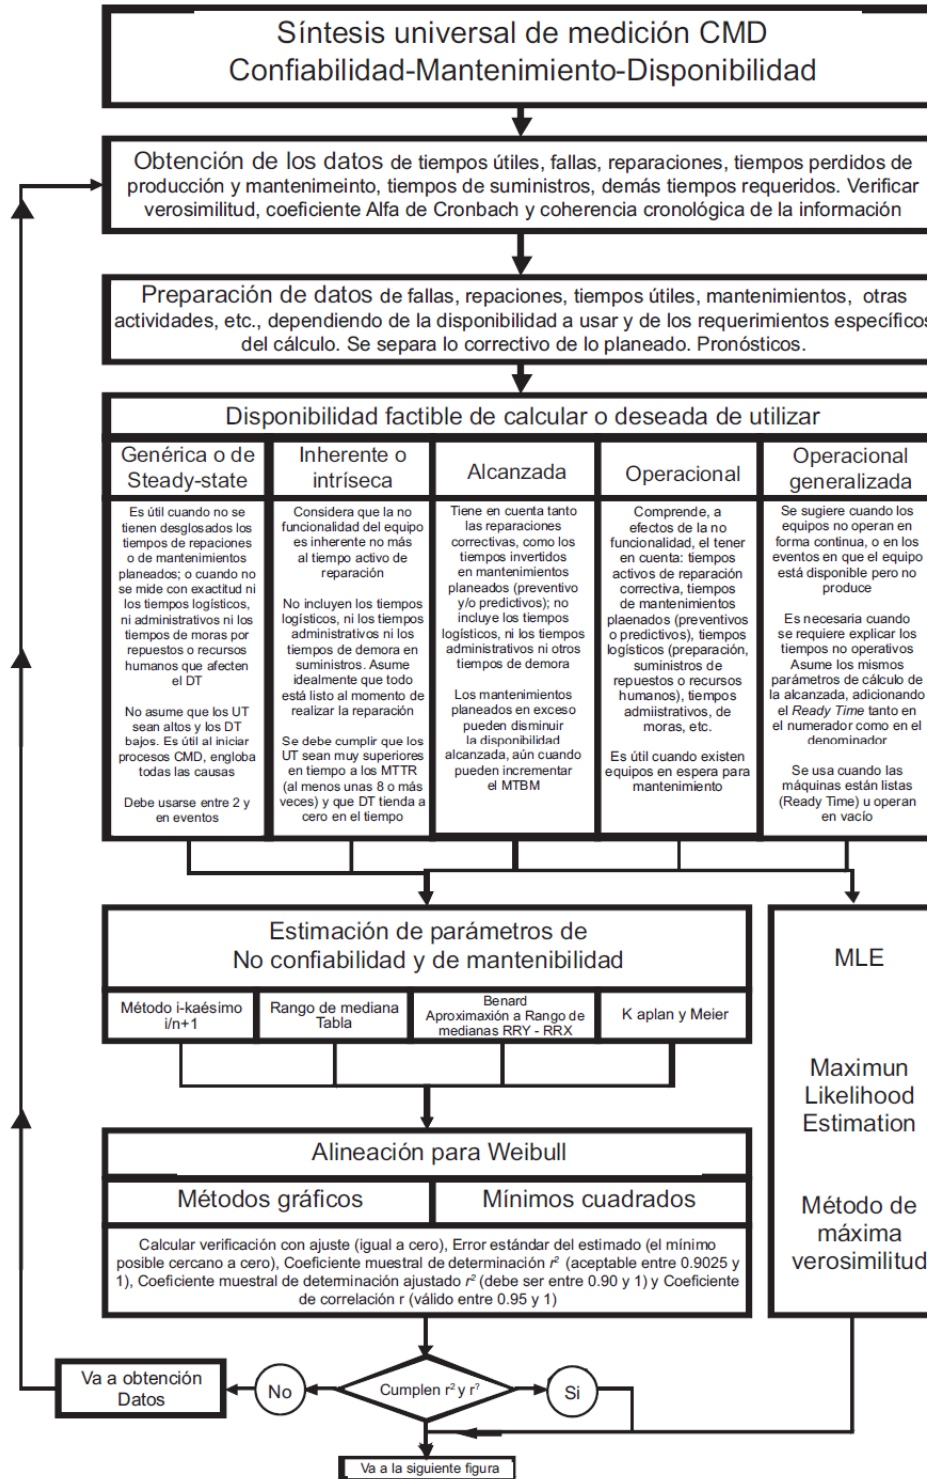 Síntesis universal de medición CMD
Confiabilidad-Mantenimiento-Disponibilidad
Obtención de los datos de tiempos útiles, fallas, reparaciones, tiempos perdidos de
producción y mantenimeinto, tiempos de suministros, demás tiempos requeridos. Verificar
verosimilitud, coeficiente Alfa de Cronbach y coherencia cronológica de la información
Preparación de datos de fallas, repaciones, tiempos útiles, mantenimientos, otras
actividades, etc., dependiendo de la disponibilidad a usar y de los requerimientos específicos
del cálculo. Se separa lo correctivo de lo planeado. Pronósticos.
Disponibilidad factible de calcular o deseada de utilizar
Genérica o de
Steady-state
Es útil cuando no se
tienen desglosados los
tiempos de repaciones
o de mantenimientos
planeados; o cuando no
se mide con exactitud ni
los tiempos logísticos,
ni administrativos ni los
tiempos de moras por
repuestos o recursos
humanos que afecten
el DT
No asume que los UT
sean altos y los DT
bajos. Es útil al iniciar
procesos CMD, engloba
todas las causas
Debe usarse entre 2 y
en eventos
Inherente o
intríseca
Considera que la no
funcionalidad del equipo
es inherente no más
al tiempo activo de
reparación
No incluyen los tiempos
logísticos, ni los tiempos
administrativos ni los
tiempos de demora en
suministros. Asume
idealmente que todo
está listo al momento de
realizar la reparación
Se debe cumplir que los
UT sean muy superiores
en tiempo a los MTTR
(al menos unas 8 o más
veces) y que DT tienda a
cero en el tiempo
Alcanzada
Tiene en cuenta tanto
las reparaciones
correctivas, como los
tiempos invertidos
en mantenimientos
planeados (preventivo
y/o predictivos); no
incluye los tiempos
logísticos, ni los tiempos
administrativos ni otros
tiempos de demora
Los mantenimientos
planeados en exceso
pueden disminuir
la disponibilidad
alcanzada, aún cuando
pueden incrementar
el MTBM
Operacional
Comprende, a
efectos de la no
funcionalidad, el tener
en cuenta: tiempos
activos de reparación
correctiva, tiempos
de mantenimientos
plaenados (preventivos
o predictivos), tiempos
logísticos (preparación,
suministros de
repuestos o recursos
humanos), tiempos
admiistrativos, de
moras, etc.
Es útil cuando existen
equipos en espera para
mantenimiento
Operacional
generalizada
Se sugiere cuando los
equipos no operan en
forma continua, o en los
eventos en que el equipo
está disponible pero no
produce
Es necesaria cuando
se requiere explicar los
tiempos no operativos
Asume los mismos
parámetros de cálculo de
la alcanzada, adicionando
el Ready Time tanto en
el numerador como en el
denominador
Se usa cuando las
máquinas están listas
(Ready Time) u operan
en vacío
Estimación de parámetros de
No confiabilidad y de mantenibilidad
Método i-kaésimo
i/n+1
Rango de mediana
Tabla
Benard
Aproximaxión a Rango de
medianas RRY - RRX
K aplan y Meier
MLE
Maximun
Likelihood
Estimation
Método de
máxima
verosimilitud
Alineación para Weibull
Métodos gráficos
Mínimos cuadrados
Calcular verificación con ajuste (igual a cero), Error estándar del estimado (el mínimo
posible cercano a cero), Coeficiente muestral de determinación r² (aceptable entre 0.9025 y
1), Coeficiente muestral de determinación ajustado r² (debe ser entre 0.90 y 1) y Coeficiente
de correlación r (válido entre 0.95 y 1)
Va a obtención
Datos
No
Cumplen r² y r?
Si
Va a la siguiente figura